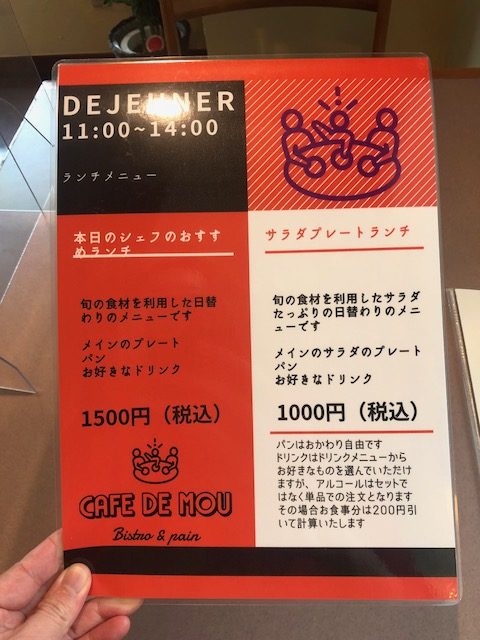 DEJEUNER
11:00~14:00
ランチメニュー
本日のシェフのおすす
めランチ
旬の食材を利用した日替
わりのメニューです
メインのプレート
パン
お好きなドリンク
1500円（税込）
CAFE DE MOU
Bistro & pain
サラダプレートランチ
旬の食材を利用したサラダ
たっぷりの日替わりのメニ
ューです
メインのサラダのプレート
パン
お好きなドリンク
1000円（税込）
パンはおかわり自由です
ドリンクはドリンクメニューから
お好きなものを選んでいただけ
ますが、アルコールはセットで
はなく単品での注文となります
その場合お食事分は200円引
いて計算いたします